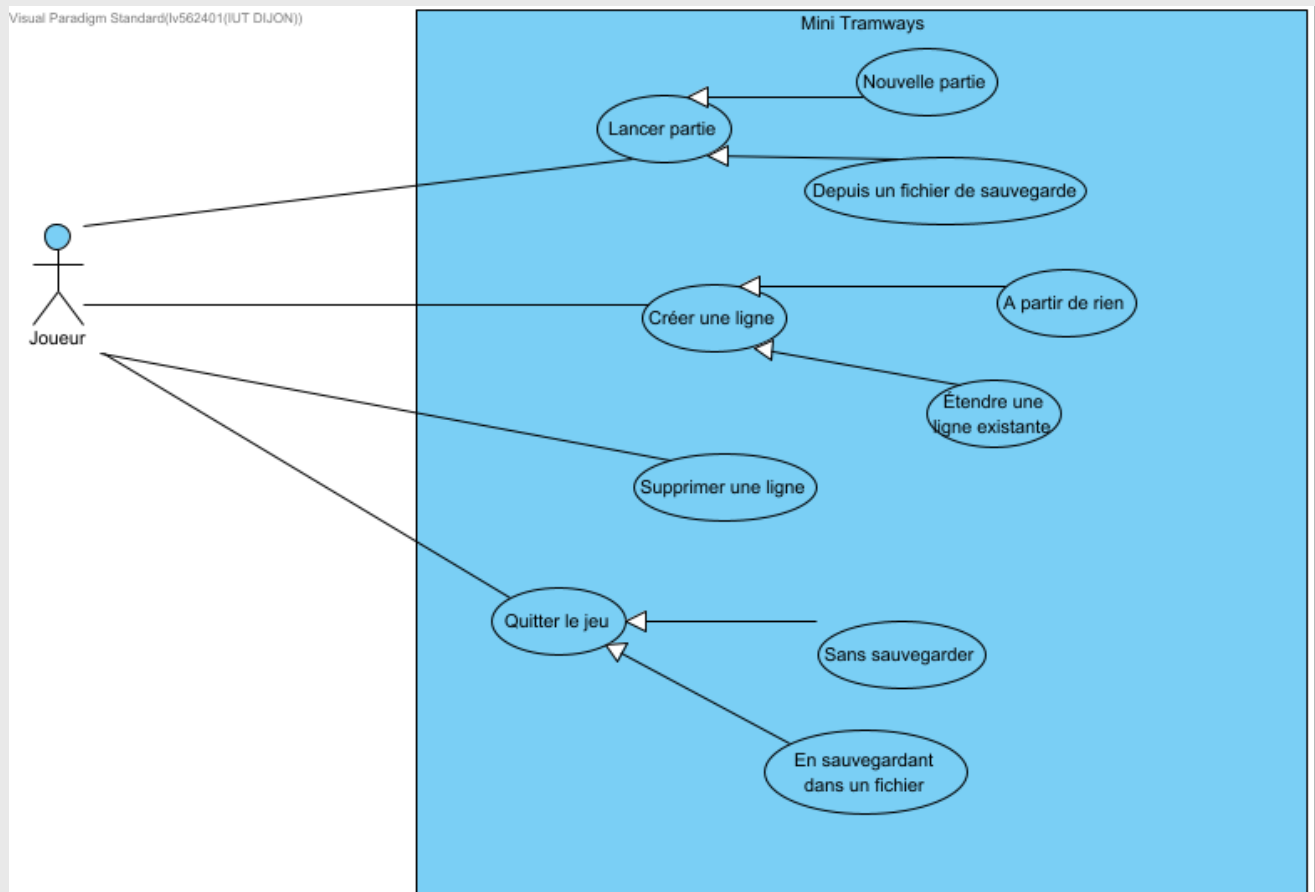 Visual Paradigm Standard(lv562401(IUT DIJON))
Mini Tramways
Nouvelle partie
Lancer partie
Depuis un fichier de sauvegarde
A partir de rien
Créer une ligne
Joueur
Étendre une
ligne existante
Supprimer une ligne
Quitter le jeu
Sans sauvegarder
En sauvegardant
dans un fichier